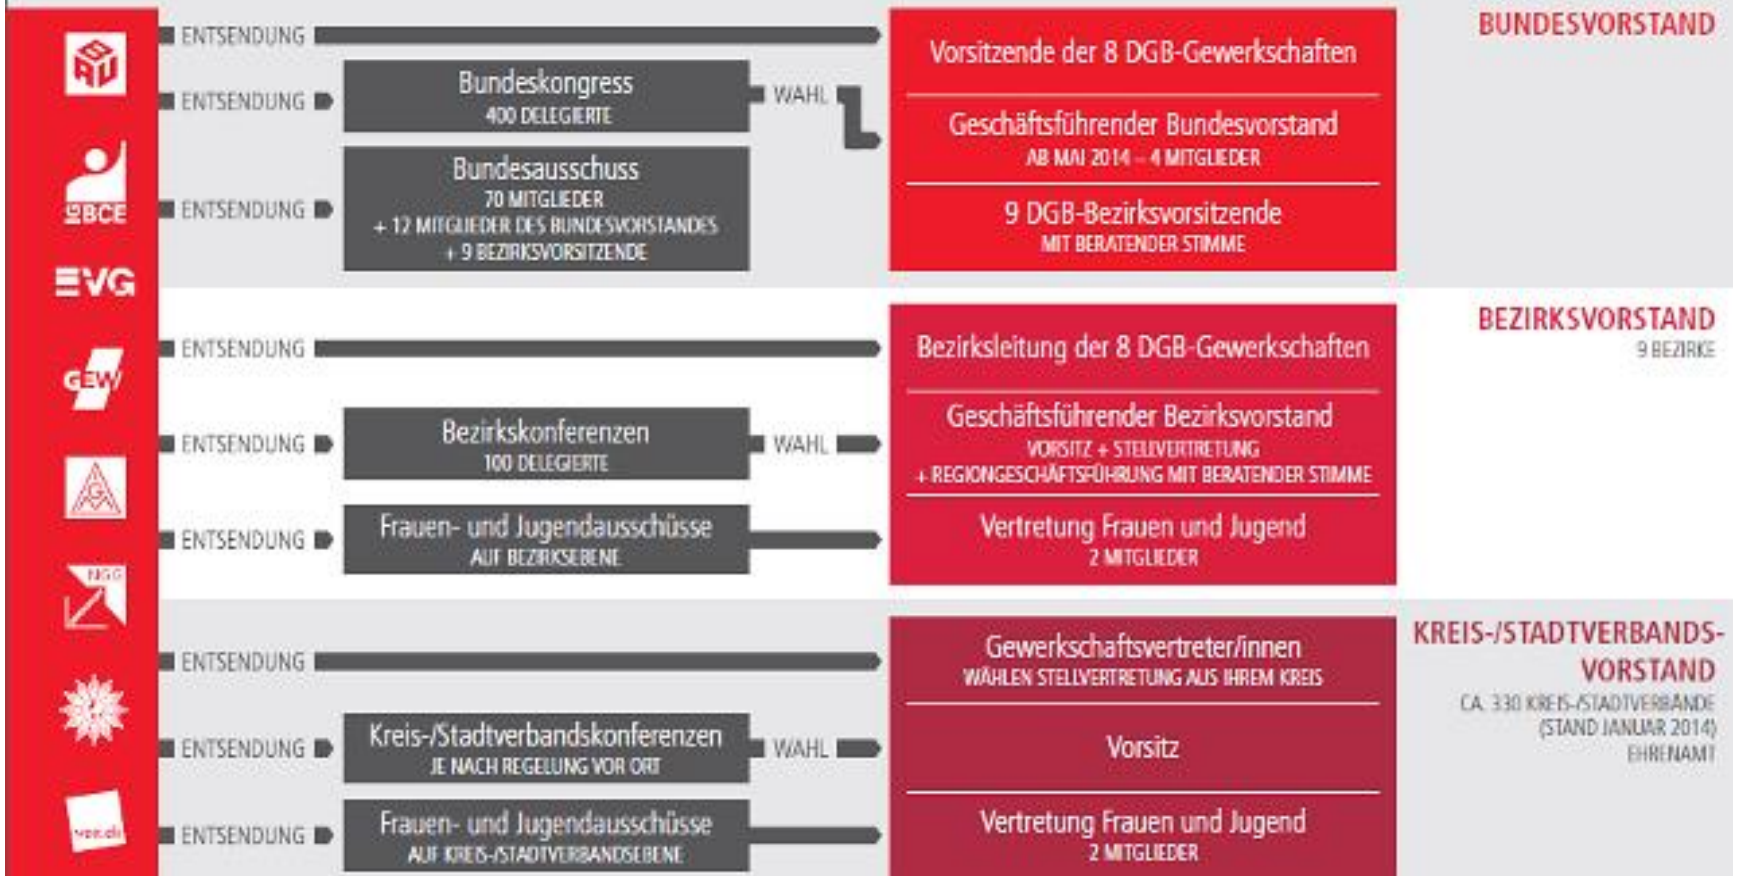 BUNDESVORSTAND
ENTSENDUNG
Vorsitzende der 8 DGB-Gewerkschaften
ENTSENDUNG
Bundeskongress
400 DELEGIERTE
WAHL
Geschäftsführender Bundesvorstand
AB MAI 2014 – 4 MITGLIEDER
ENTSENDUNG
Bundesausschuss
70 MITGLIEDER
+ 12 MITGLIEDER DES BUNDESVORSTANDES
+ 9 BEZIRKSVORSITZENDE
9 DGB-Bezirksvorsitzende
MIT BERATENDER STIMME
BEZIRKSVORSTAND
9 BEZIRKE
ENTSENDUNG
Bezirksleitung der 8 DGB-Gewerkschaften
ENTSENDUNG
Bezirkskonferenzen
100 DELEGIERTE
WAHL
Geschäftsführender Bezirksvorstand
VORSITZ + STELLVERTRETUNG
+ REGIONGESCHÄFTSFÜHRUNG MIT BERATENDER STIMME
ENTSENDUNG
Frauen- und Jugendausschüsse
AUF BEZIRKSEBENE
Vertretung Frauen und Jugend
2 MITGLIEDER
KREIS-/STADTVERBANDS-
VORSTAND
CA. 330 KREIS-/STADTVERBÄNDE
(STAND JANUAR 2014)
EHRENAMT
ENTSENDUNG
Gewerkschaftsvertreter/innen
WÄHLEN STELLVERTRETUNG AUS IHREM KREIS
ENTSENDUNG
Kreis-/Stadtverbandskonferenzen
JE NACH REGELUNG VOR ORT
WAHL
Vorsitz
ENTSENDUNG
Frauen- und Jugendausschüsse
AUF KREIS-/STADTVERBANDSEBENE
Vertretung Frauen und Jugend
2 MITGLIEDER
IGBCE
EVG
GEW
NGG
ver.di